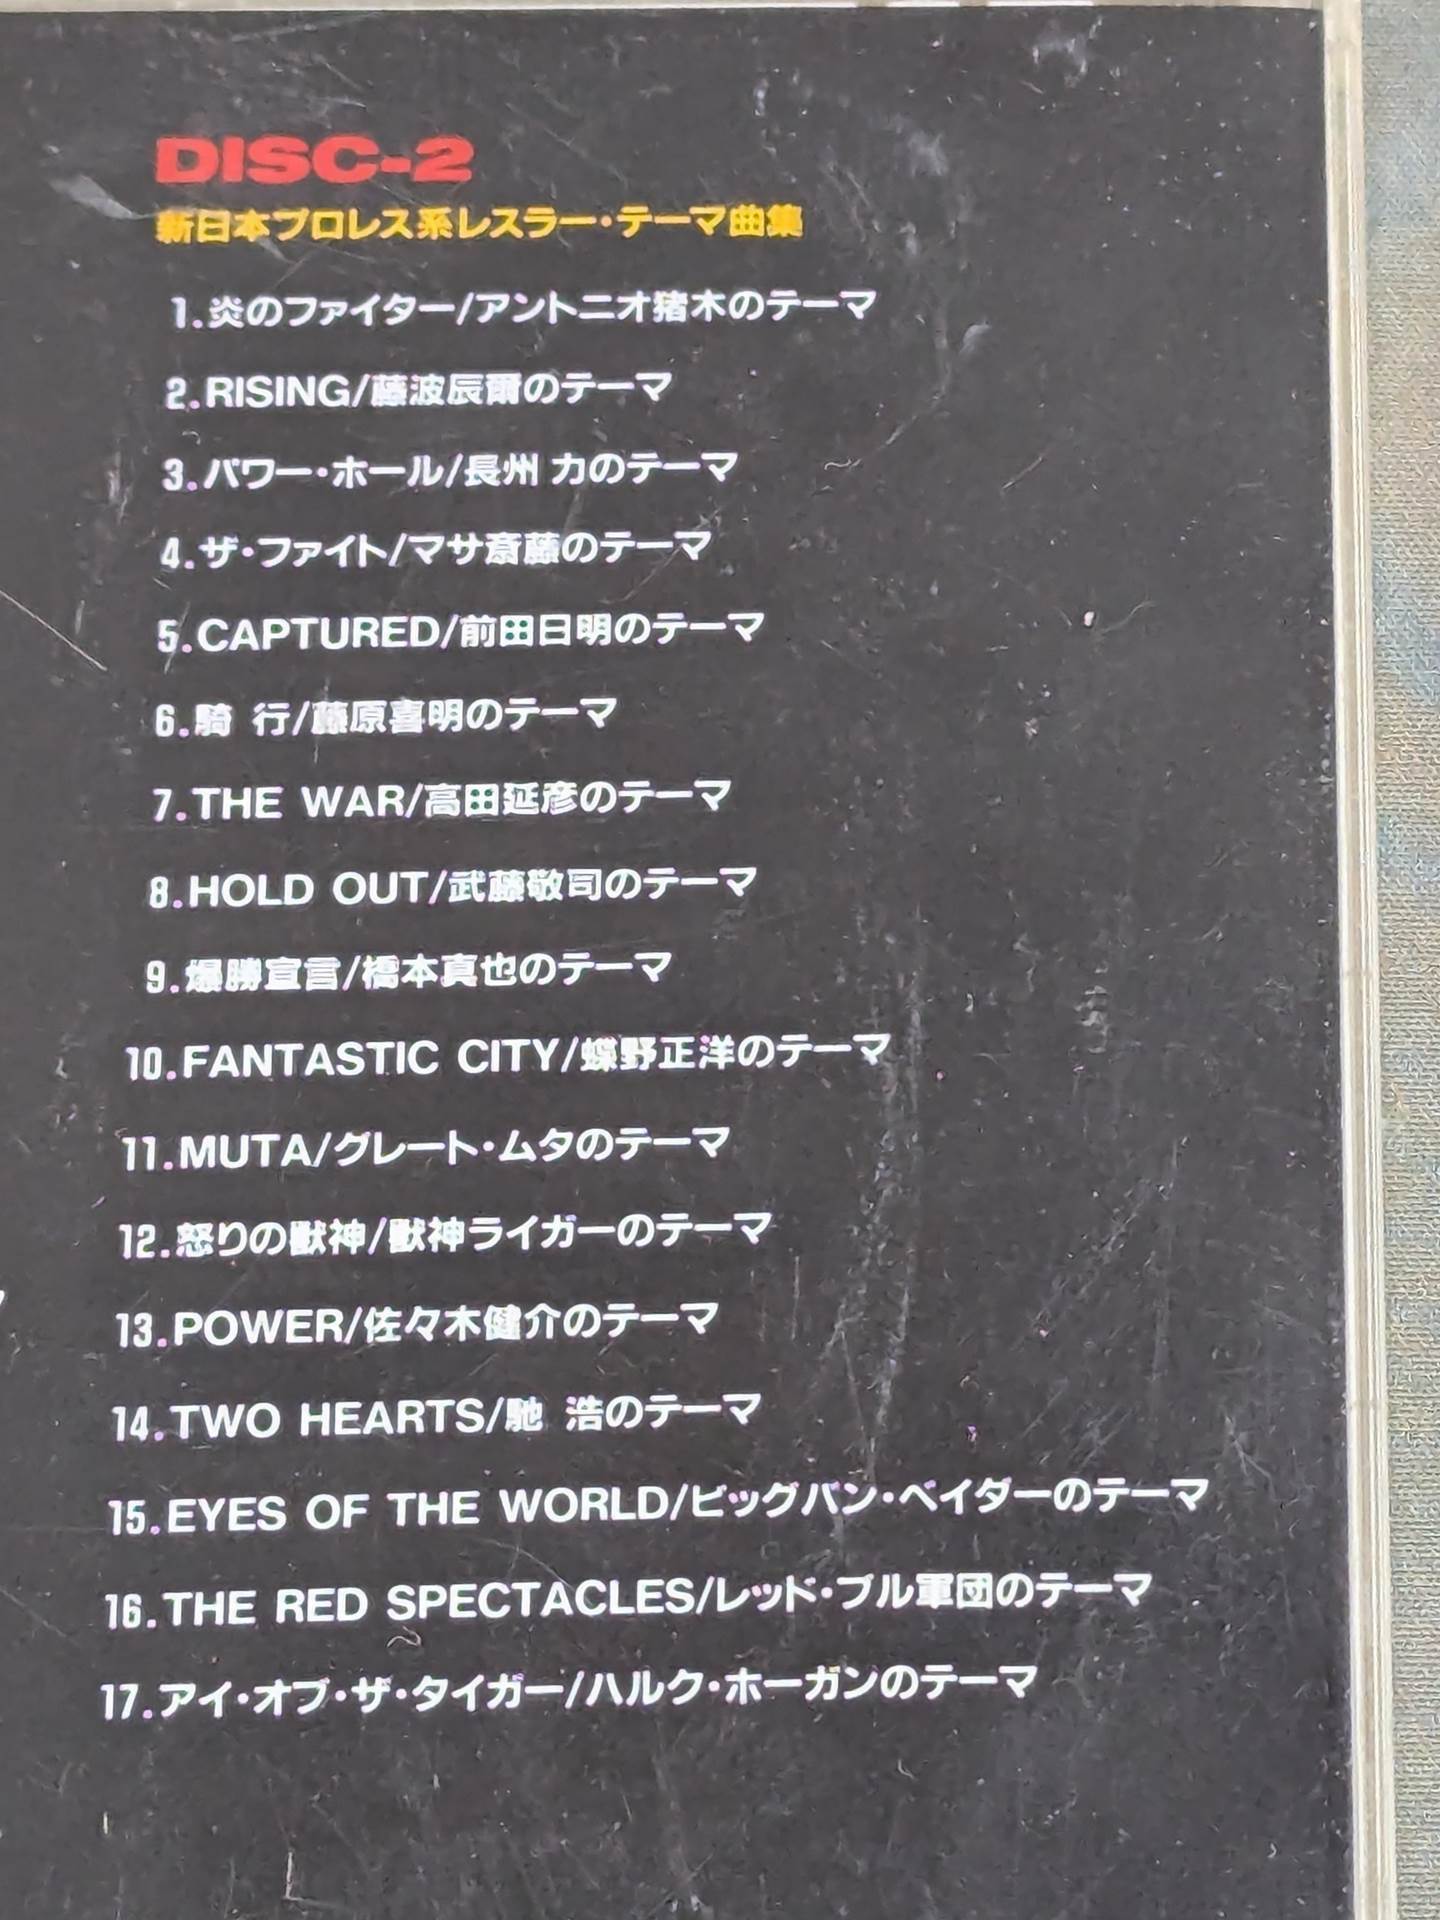 DISC-2
新日本プロレス系レスラー・テーマ曲集
1.炎のファイター/アントニオ猪木のテーマ
2.RISING/藤波辰爾のテーマ
3.パワー・ホール/長州 力のテーマ
4.ザ・ファイト/マサ斎藤のテーマ
5.CAPTURED/前田日明のテーマ
6.騎 行/藤原喜明のテーマ
7.THE WAR/高田延彦のテーマ
8.HOLD OUT/武藤敬司のテーマ
9.爆勝宣言/橋本真也のテーマ
10.FANTASTIC CITY/蝶野正洋のテーマ
11.MUTA/グレート・ムタのテーマ
12.怒りの獣神/獣神ライガーのテーマ
13.POWER/佐々木健介のテーマ
14.TWO HEARTS/馳 浩のテーマ
15.EYES OF THE WORLD/ビッグバン・ベイダーのテーマ
16.THE RED SPECTACLES/レッド・ブル軍団のテーマ
17.アイ・オブ・ザ・タイガー/ハルク・ホーガンのテーマ